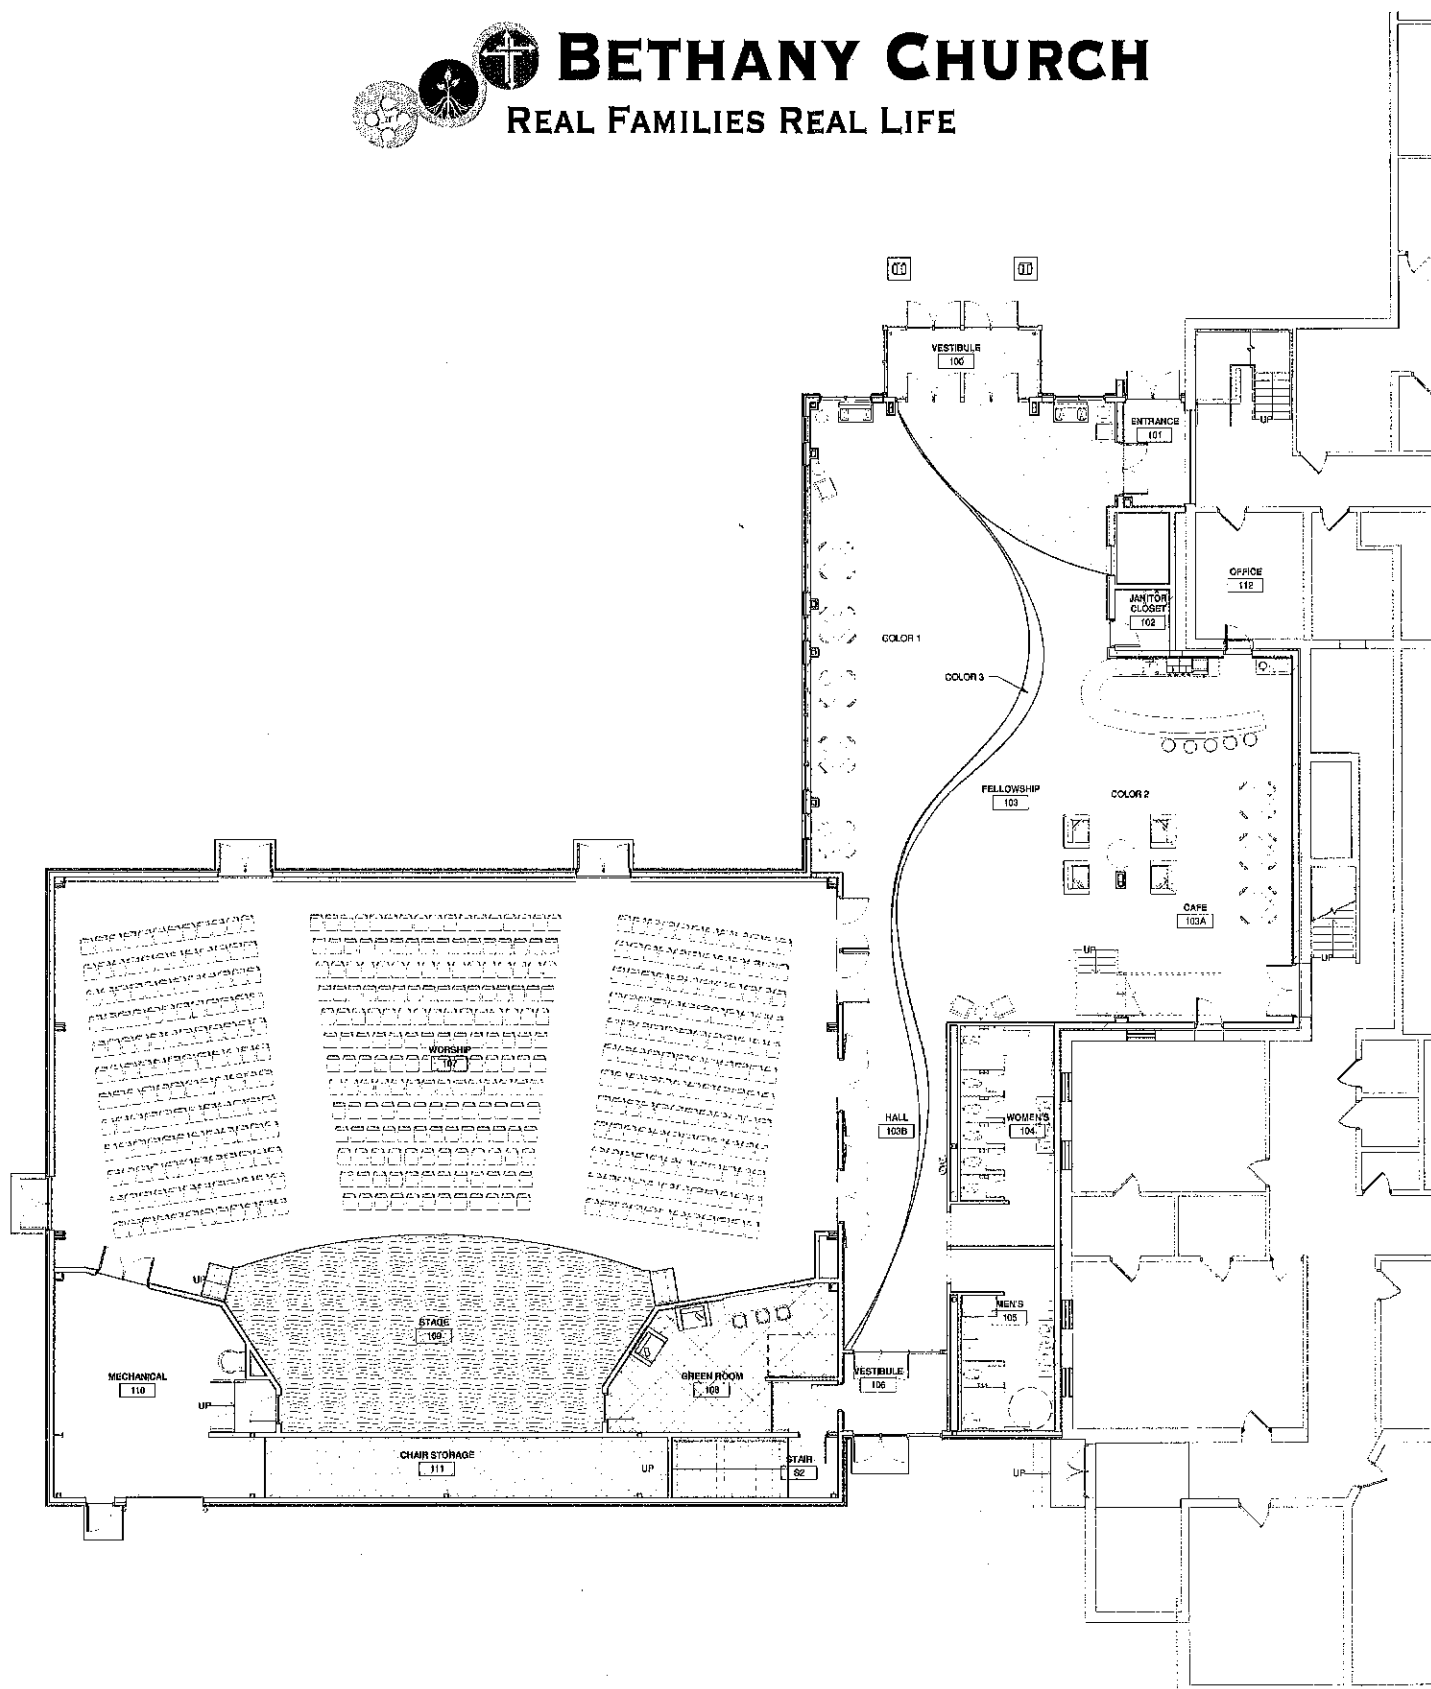 BETHANY CHURCH
REAL FAMILIES REAL LIFE
VESTIBULE
100
ENTRANCE
101
UP
OFFICE
112
JANITOR
CLOSET
102
COLOR 1
COLOR 3
FELLOWSHIP
103
COLOR 2
CAFE
103A
UP
UP
WORSHIP
107
HALL
103B
WOMEN'S
104
UP
STAGE
109
MEN'S
105
MECHANICAL
110
GREEN ROOM
108
VESTIBULE
106
UP
CHAIR STORAGE
111
UP
STAIR
S2
UP